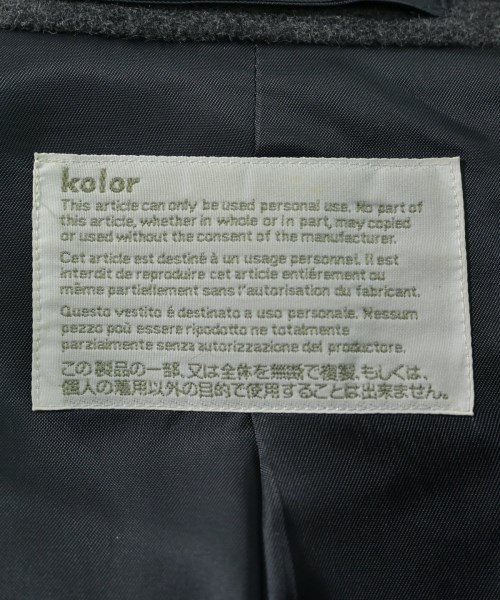 kolor
This article can only be used personal use. No part of
this article, whether in whole or in part, may copied
or used without the consent of the manufacturer.
Cet article est destiné à un usage personnel. Il est
interdit de reproduire cet article entiérement ou
même partiellement sans l'autorisation du fabricant.
Questo vestito é destinato a uso personale. Nessum
pezzo poù essere ripodotto ne totalmente
parzialmente senza autorizzazione del productore.
この製品の一部、又は全体を無断で複製、もしくは、
個人の着用以外の目的で使用することは出来ません。